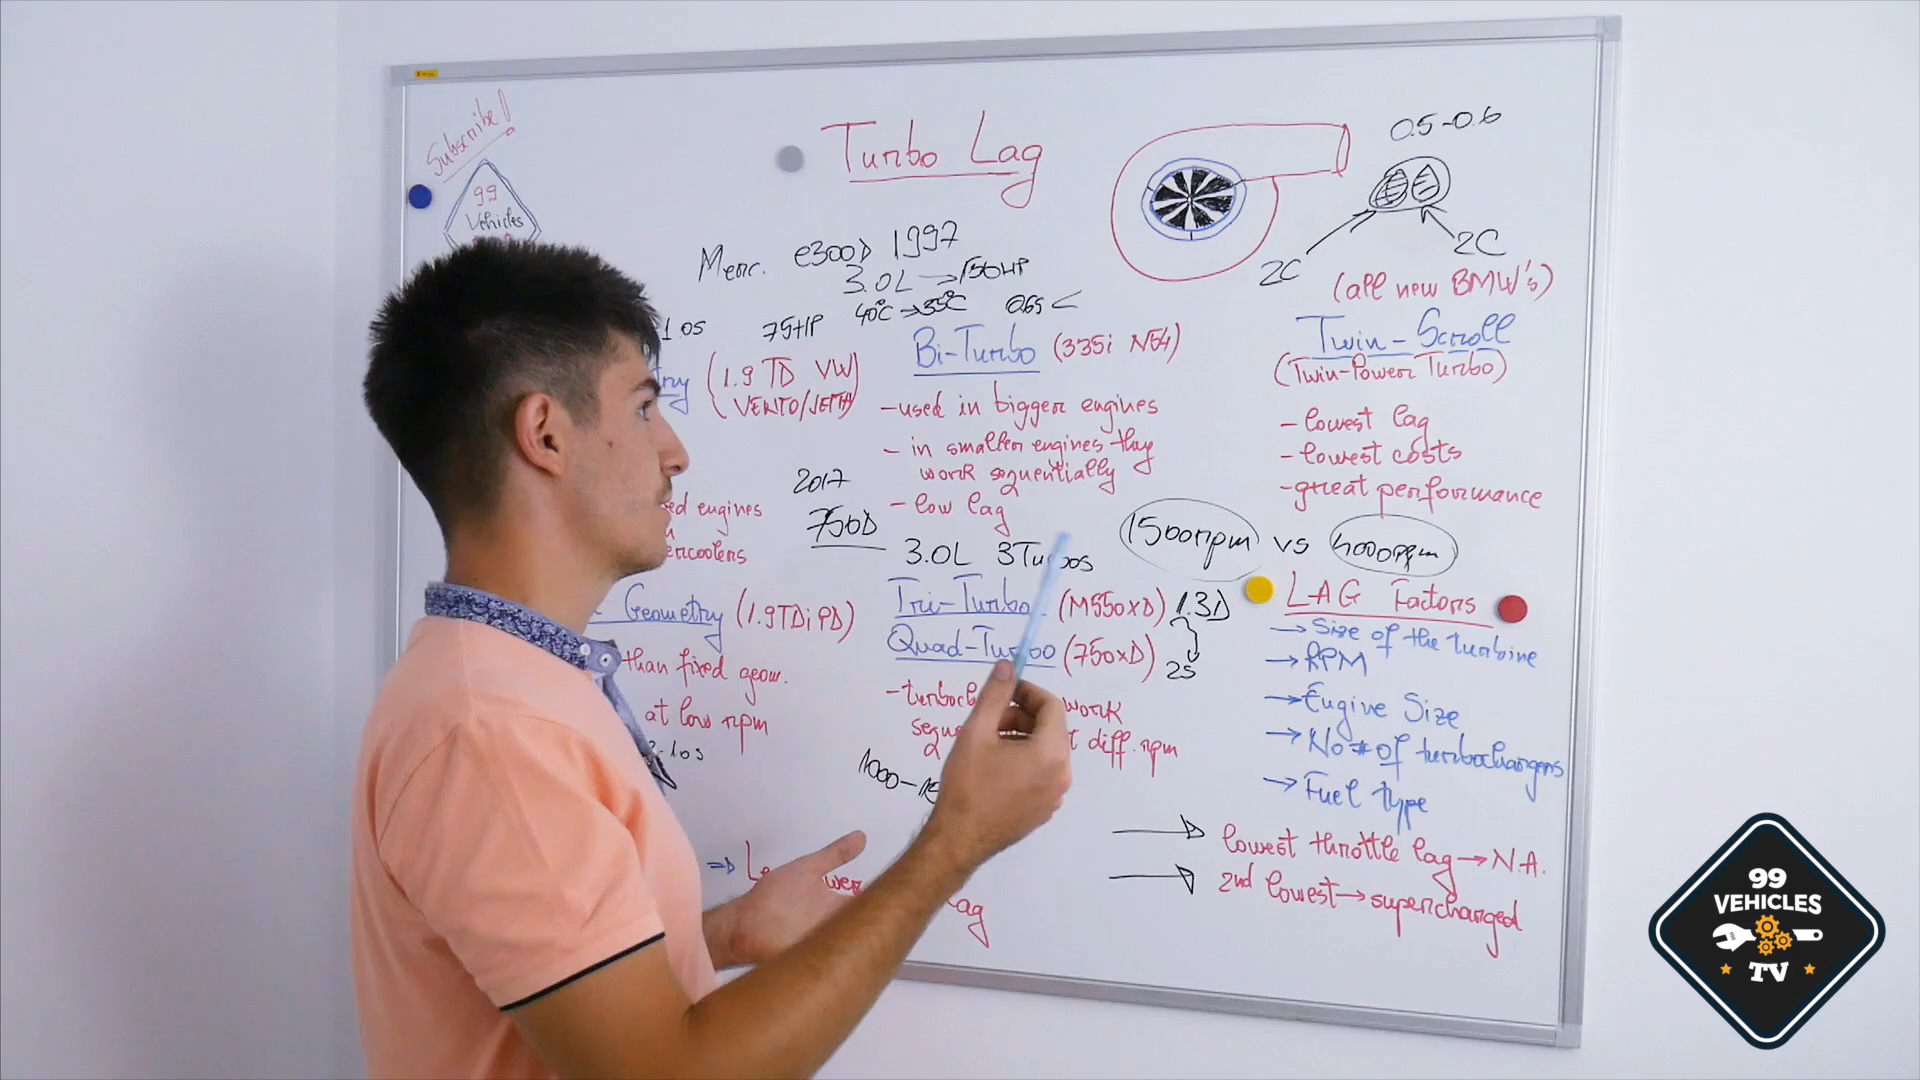 Subscribe!
99
Vehicles
Turbo Lag
0.5-0.6
2C
2C
Merc. e300D 1997
3.0L → 150HP
40°C → 35°C
1.0s
75HP
(all new BMW's)
(1.9 TD VW
VENTO/JETTA)
ed engines
ercoolers
Bi-Turbo (335i N54)
- used in bigger engines
- in smaller engines they
work sequentially
- low lag
Twin-Scroll
(Twin-Power Turbo)
- lowest lag
- lowest costs
- great performance
2017
750D
3.0L 3Turbos
1500rpm vs 4000rpm
Geometry (1.9TDi PD)
than fixed geom.
at low rpm
Tri-Turbo (M550xD) 1.3D
Quad-Turbo (750xD)
2s
work
diff. rpm
LAG Factors
→ Size of the turbine
→ RPM
→ Engine Size
→ No # of turbochargers
→ Fuel type
→ lowest throttle lag → N.A.
→ 2nd lowest → supercharged
lag
99
VEHICLES
TV